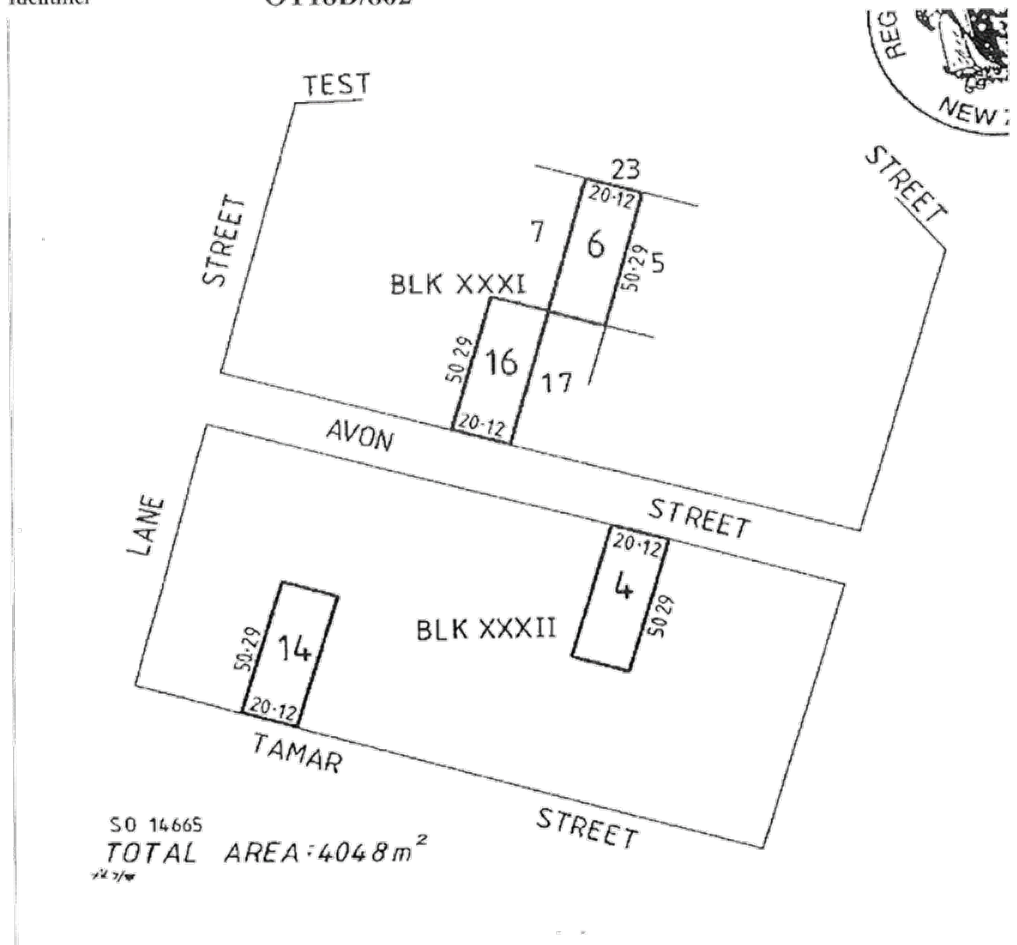 TEST
STREET
REG
NEW
STREET
23
20·12
7
6
50·29
5
BLK XXXI
50 29
16
17
20·12
AVON
STREET
LANE
20·12
4
50 29
BLK XXXII
50·29
14
20·12
TAMAR
STREET
SO 14665
TOTAL AREA:4048m²